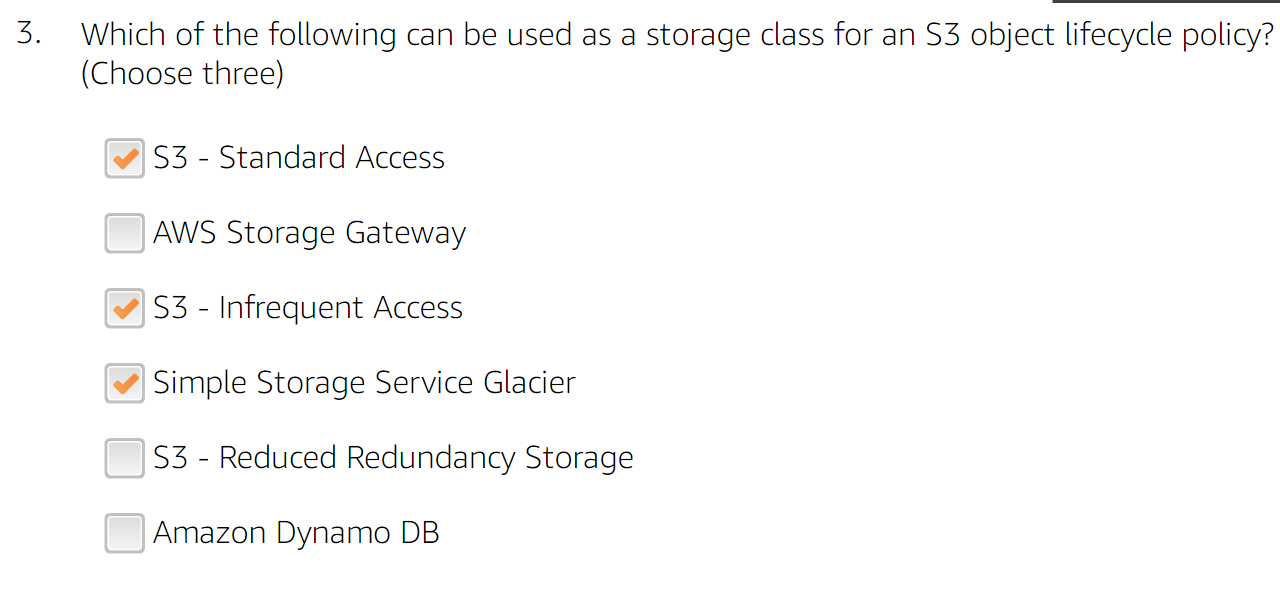 3. Which of the following can be used as a storage class for an S3 object lifecycle policy?
(Choose three)
S3 - Standard Access
AWS Storage Gateway
S3 - Infrequent Access
Simple Storage Service Glacier
S3 - Reduced Redundancy Storage
Amazon Dynamo DB